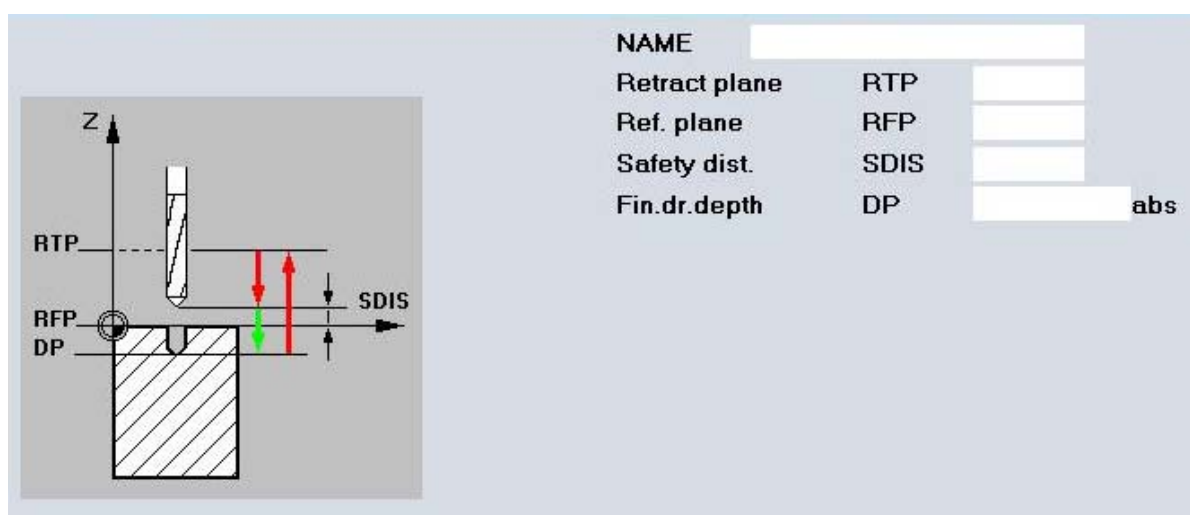 NAME
Retract plane RTP
Ref. plane RFP
Safety dist. SDIS
Fin.dr.depth DP abs
Z
RTP
SDIS
RFP
DP